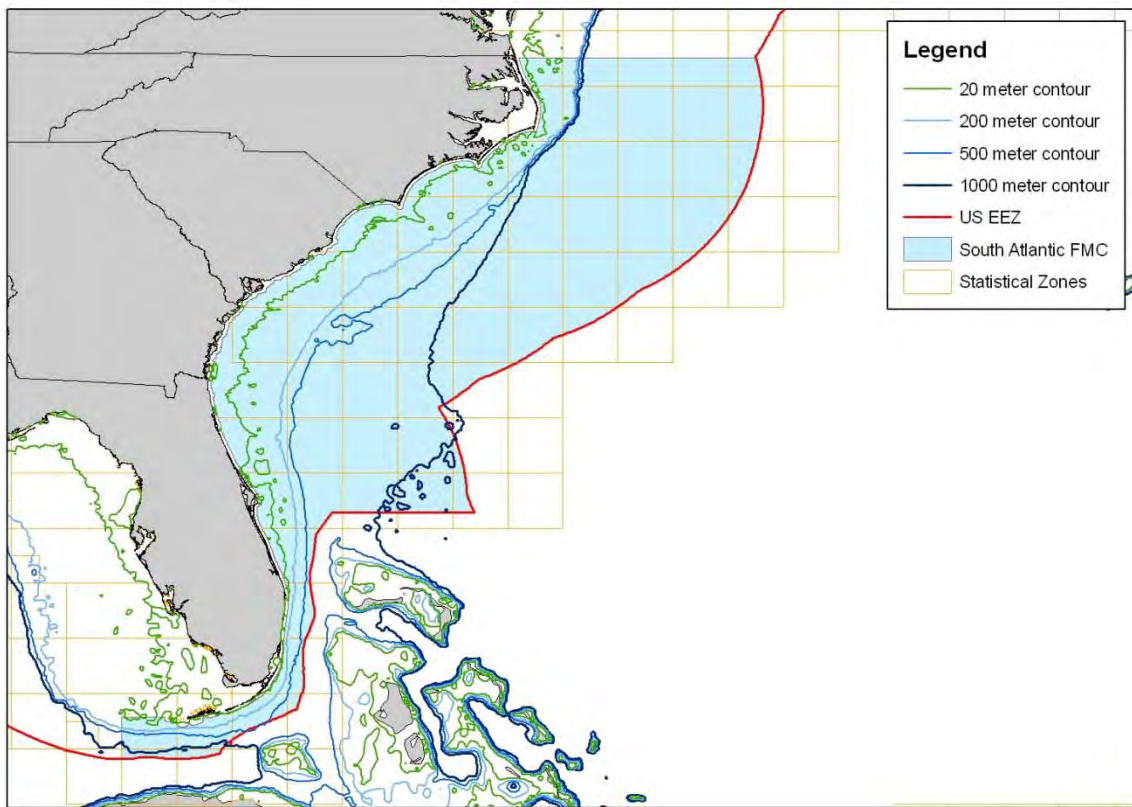 Legend
20 meter contour
200 meter contour
500 meter contour
1000 meter contour
US EEZ
South Atlantic FMC
Statistical Zones